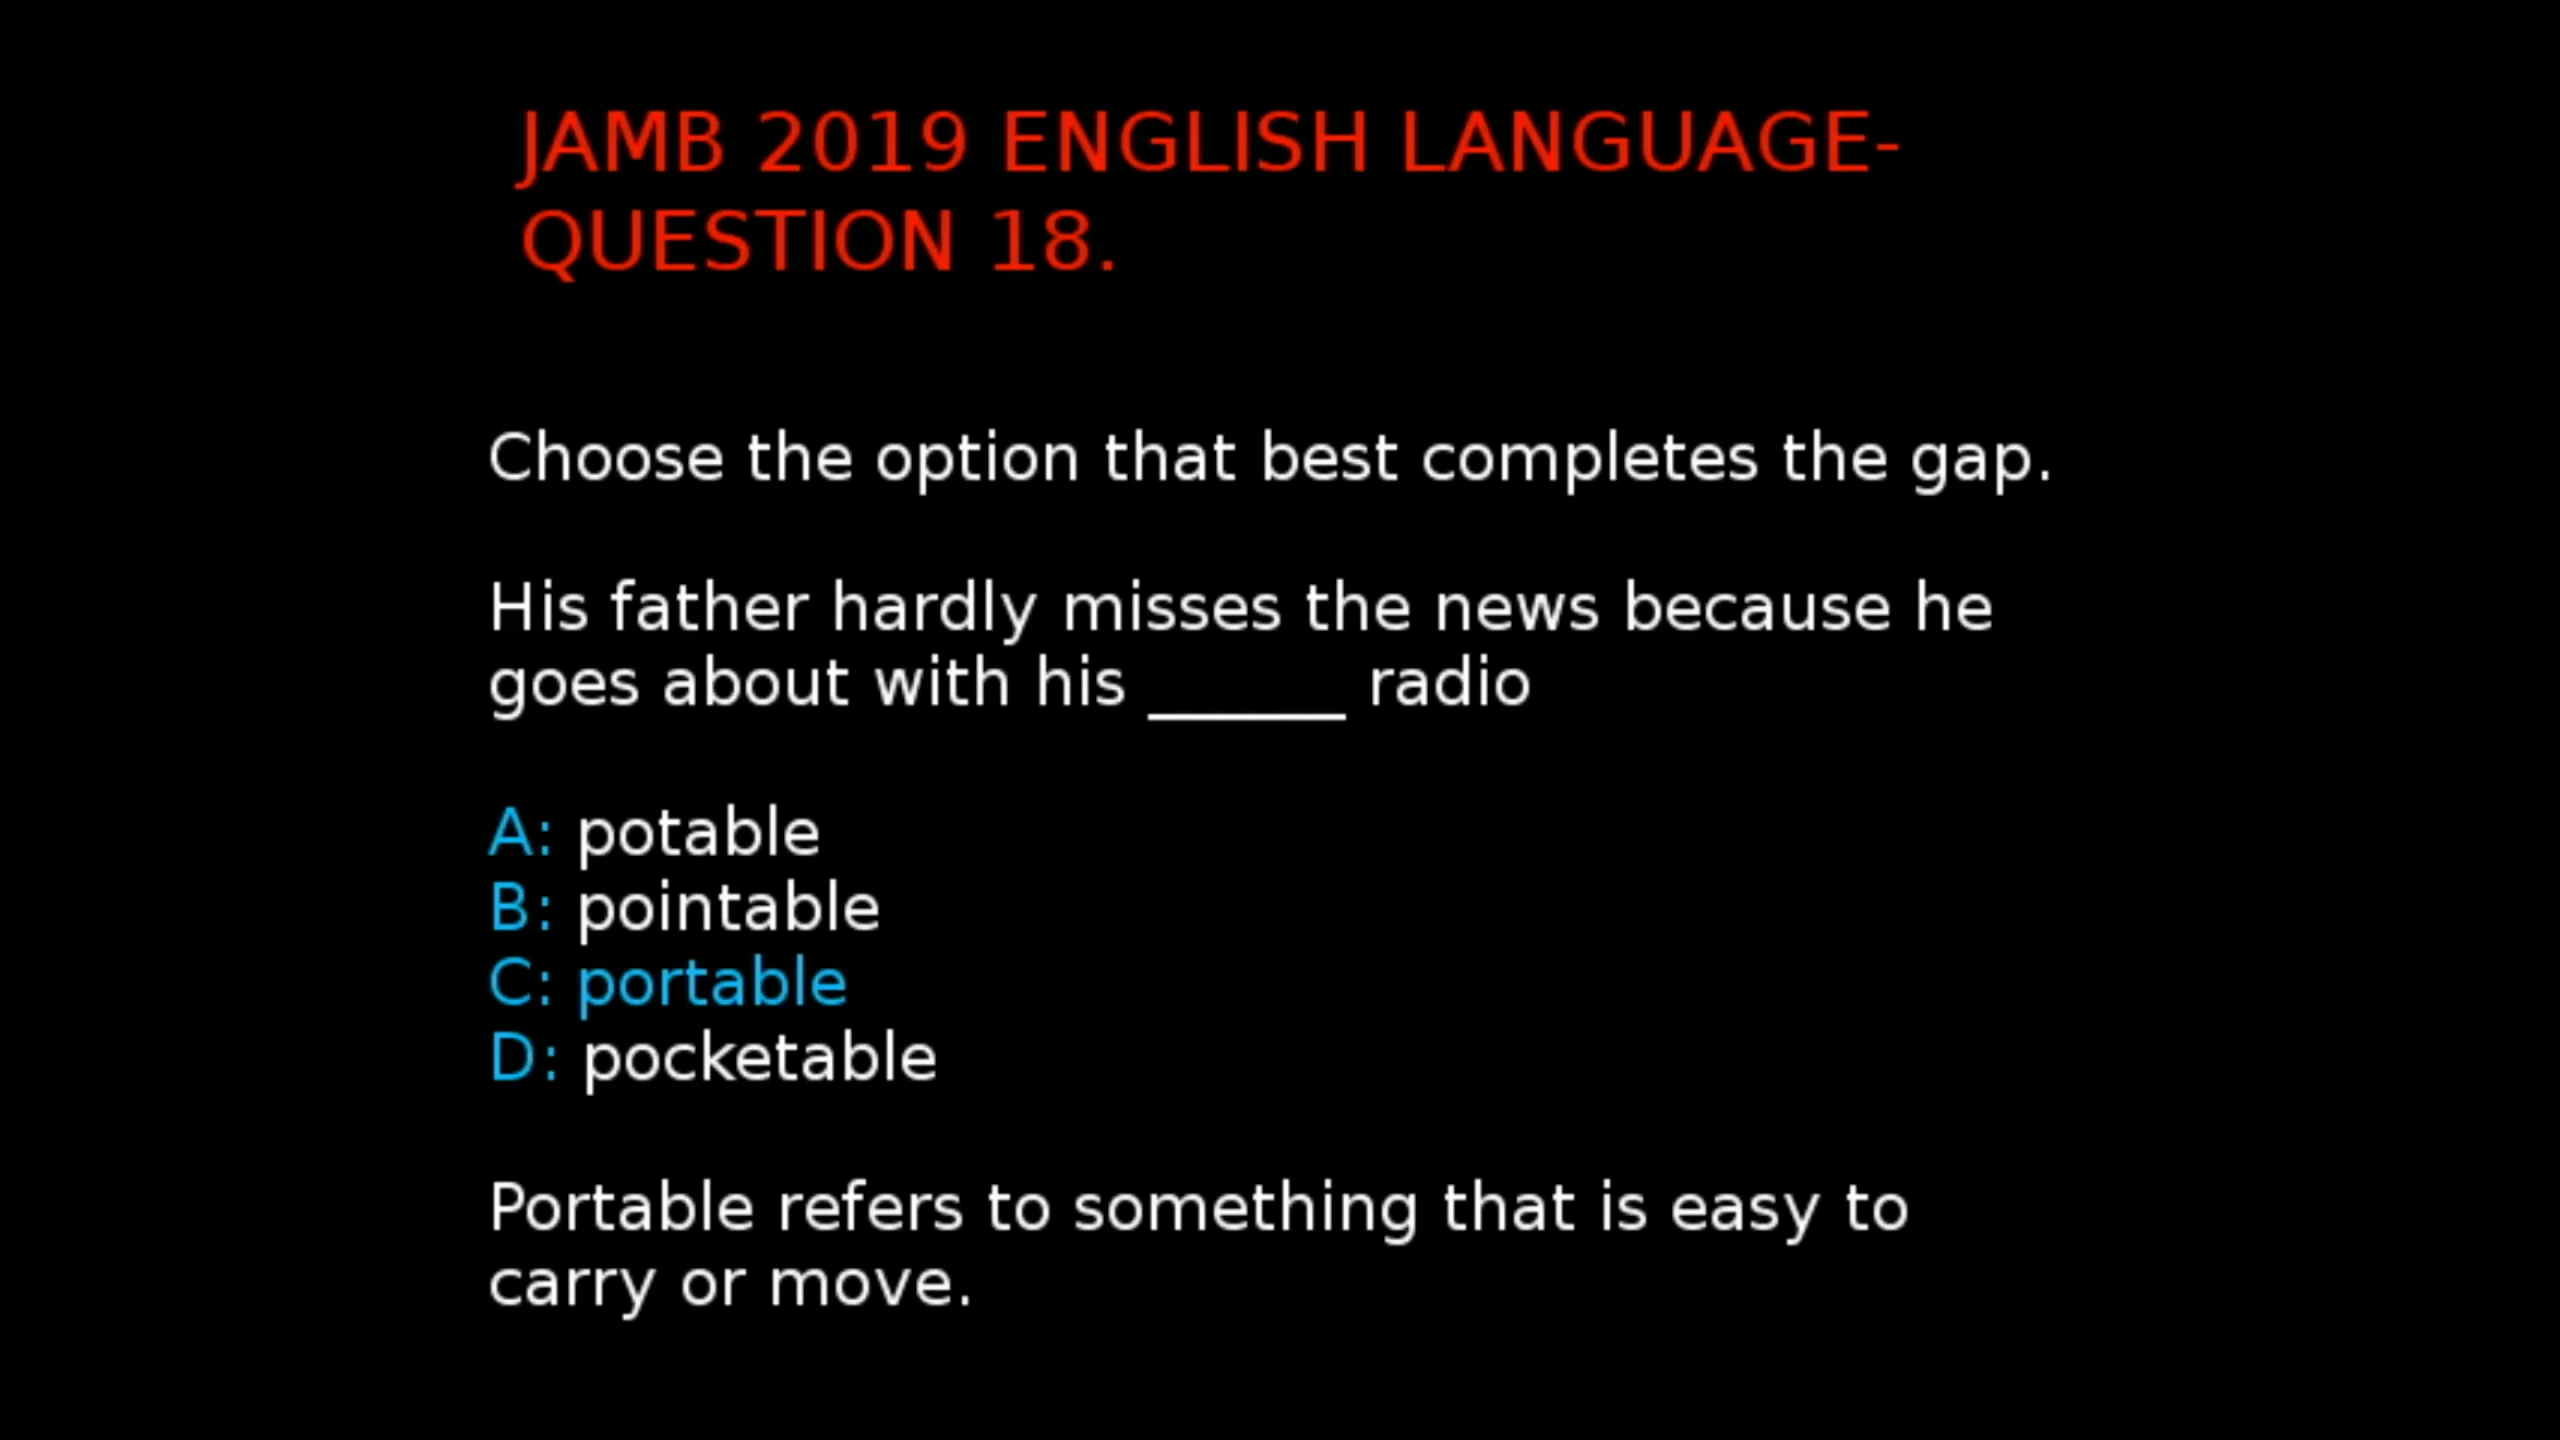 JAMB 2019 ENGLISH LANGUAGE-
QUESTION 18.
Choose the option that best completes the gap.
His father hardly misses the news because he
goes about with his ______ radio
A: potable
B: pointable
C: portable
D: pocketable
Portable refers to something that is easy to
carry or move.